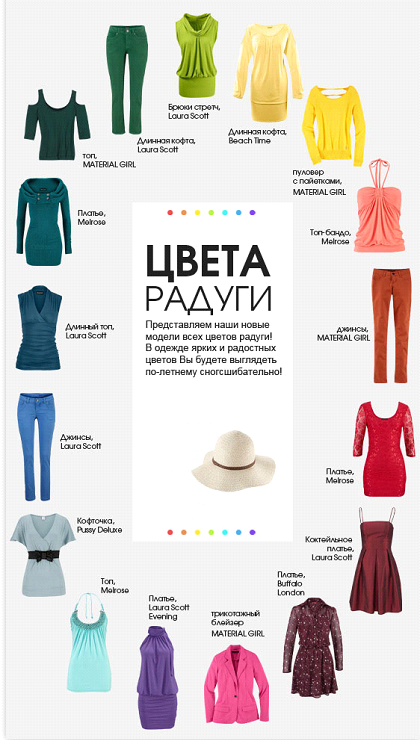 Брюки стретч,
Laura Scott
Длинная кофта,
Laura Scott
Длинная кофта,
Beach Time
топ,
MATERIAL GIRL
пуловер
с пайетками,
MATERIAL GIRL
Платье,
Melrose
Топ-бандо,
Melrose
ЦВЕТА
РАДУГИ
Представляем наши новые
модели всех цветов радуги!
В одежде ярких и радостных
цветов Вы будете выглядеть
по-летнему сногсшибательно!
Длинный топ,
Laura Scott
джинсы,
MATERIAL GIRL
Джинсы,
Laura Scott
Платье,
Melrose
Кофточка,
Pussy Deluxe
Коктейльное
платье,
Laura Scott
Топ,
Melrose
Платье,
Laura Scott
Evening
трикотажный
блейзер
MATERIAL GIRL
Платье,
Buffalo
London